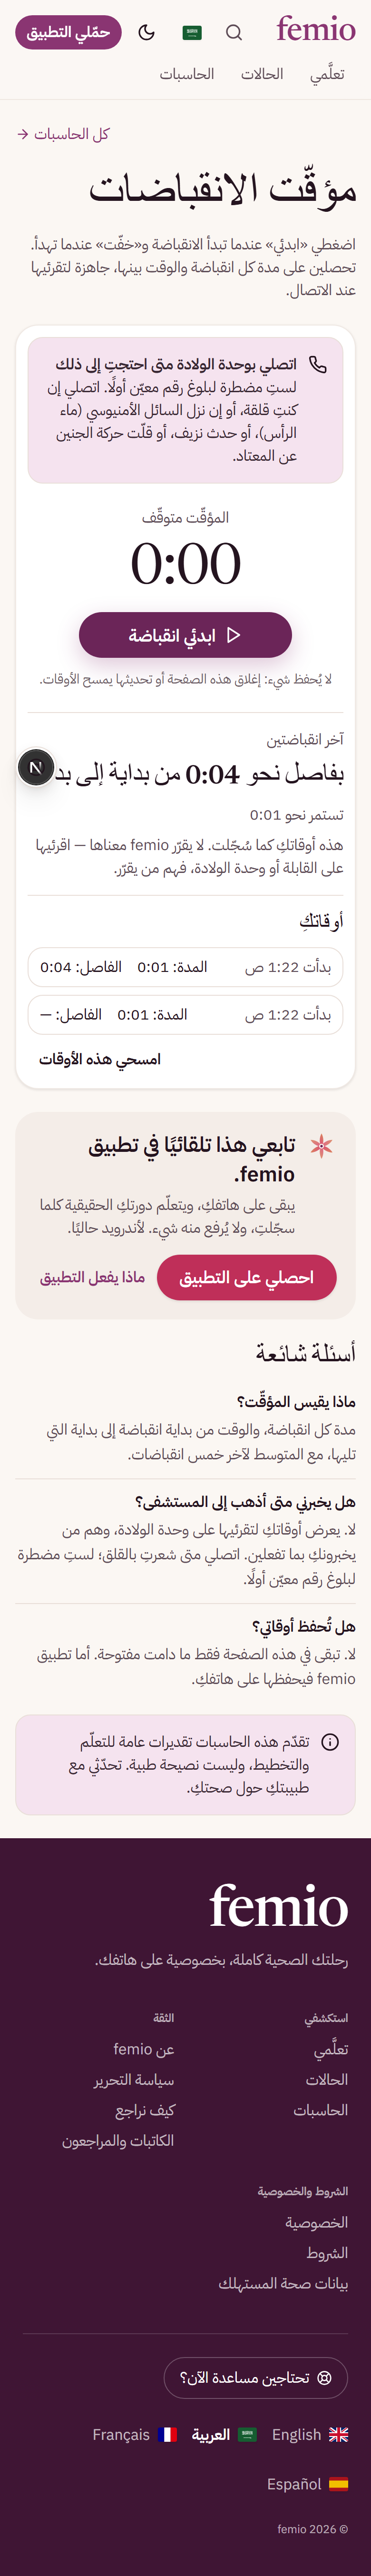 femio
حمّلي التطبيق
تعلَّمي
الحالات
الحاسبات
كل الحاسبات
مؤقّت الانقباضات
اضغطي «ابدئي» عندما تبدأ الانقباضة و«خفّت» عندما تهدأ.
تحصلين على مدة كل انقباضة والوقت بينها، جاهزة لتقرئيها
عند الاتصال.
اتصلي بوحدة الولادة متى احتجتِ إلى ذلك
لستِ مضطرة لبلوغ رقم معيّن أولًا. اتصلي إن
كنتِ قلقة، أو إن نزل السائل الأمنيوسي (ماء
الرأس)، أو حدث نزيف، أو قلّت حركة الجنين
عن المعتاد.
المؤقت متوقّف
0:00
ابدئي انقباضة
لا يُحفظ شيء: إغلاق هذه الصفحة أو تحديثها يمسح الأوقات.
آخر انقباضتين
بفاصل نحو 0:04 من بداية إلى
N
تستمر نحو 0:01
هذه أوقاتكِ كما سُجّلت. لا يقرّر femio معناها — اقرئيها
على القابلة أو وحدة الولادة، فهم من يقرّر.
أوقاتكِ
بدأت 1:22 ص المدة: 0:01 الفاصل: 0:04
بدأت 1:22 ص المدة: 0:01 الفاصل: —
امسحي هذه الأوقات
تابعي هذا تلقائيًا في تطبيق
femio.
يبقى على هاتفكِ، ويتعلّم دورتكِ الحقيقية كلما
سجّلتِ، ولا يُرفع منه شيء. لأندرويد حاليًا.
احصلي على التطبيق
ماذا يفعل التطبيق
أسئلة شائعة
ماذا يقيس المؤقّت؟
مدة كل انقباضة، والوقت من بداية انقباضة إلى بداية التي
تليها، مع المتوسط لآخر خمس انقباضات.
هل يخبرني متى أذهب إلى المستشفى؟
لا. يعرض أوقاتكِ لتقرئيها على وحدة الولادة، وهم من
يخبرونكِ بما تفعلين. اتصلي متى شعرتِ بالقلق؛ لستِ مضطرة
لبلوغ رقم معيّن أولًا.
هل تُحفظ أوقاتي؟
لا. تبقى في هذه الصفحة فقط ما دامت مفتوحة. أما تطبيق
femio فيحفظها على هاتفكِ.
تقدّم هذه الحاسبات تقديرات عامة للتعلّم
والتخطيط، وليست نصيحة طبية. تحدّثي مع
طبيبتكِ حول صحتكِ.
femio
رحلتك الصحية كاملة، بخصوصية على هاتفك.
استكشفي
تعلَّمي
الحالات
الحاسبات
الثقة
عن femio
سياسة التحرير
كيف نراجع
الكاتبات والمراجعون
الشروط والخصوصية
الخصوصية
الشروط
بيانات صحة المستهلك
تحتاجين مساعدة الآن؟
English
العربية
Français
Español
© 2026 femio